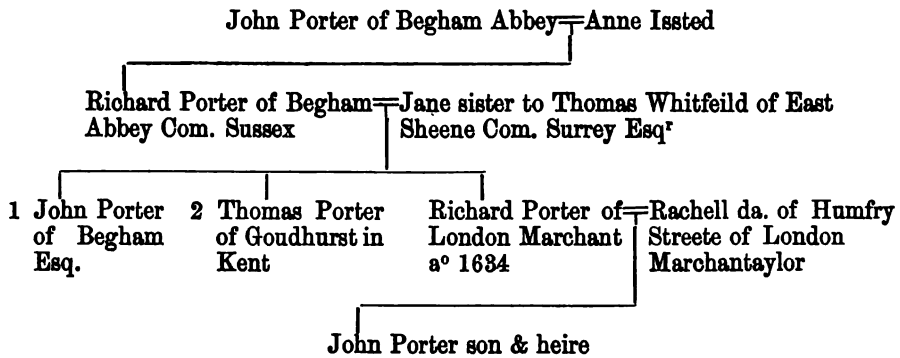 John Porter of Begham Abbey Anne Issted
Richard Porter of Begham Jane sister to Thomas Whitfeild of East
Abbey Com. Sussex Sheene Com. Surrey Esqʳ
1 John Porter 2 Thomas Porter Richard Porter of Rachell da. of Humfry
of Begham of Goudhurst in London Marchant Streete of London
Esq. Kent aº 1634 Marchantaylor
John Porter son & heire